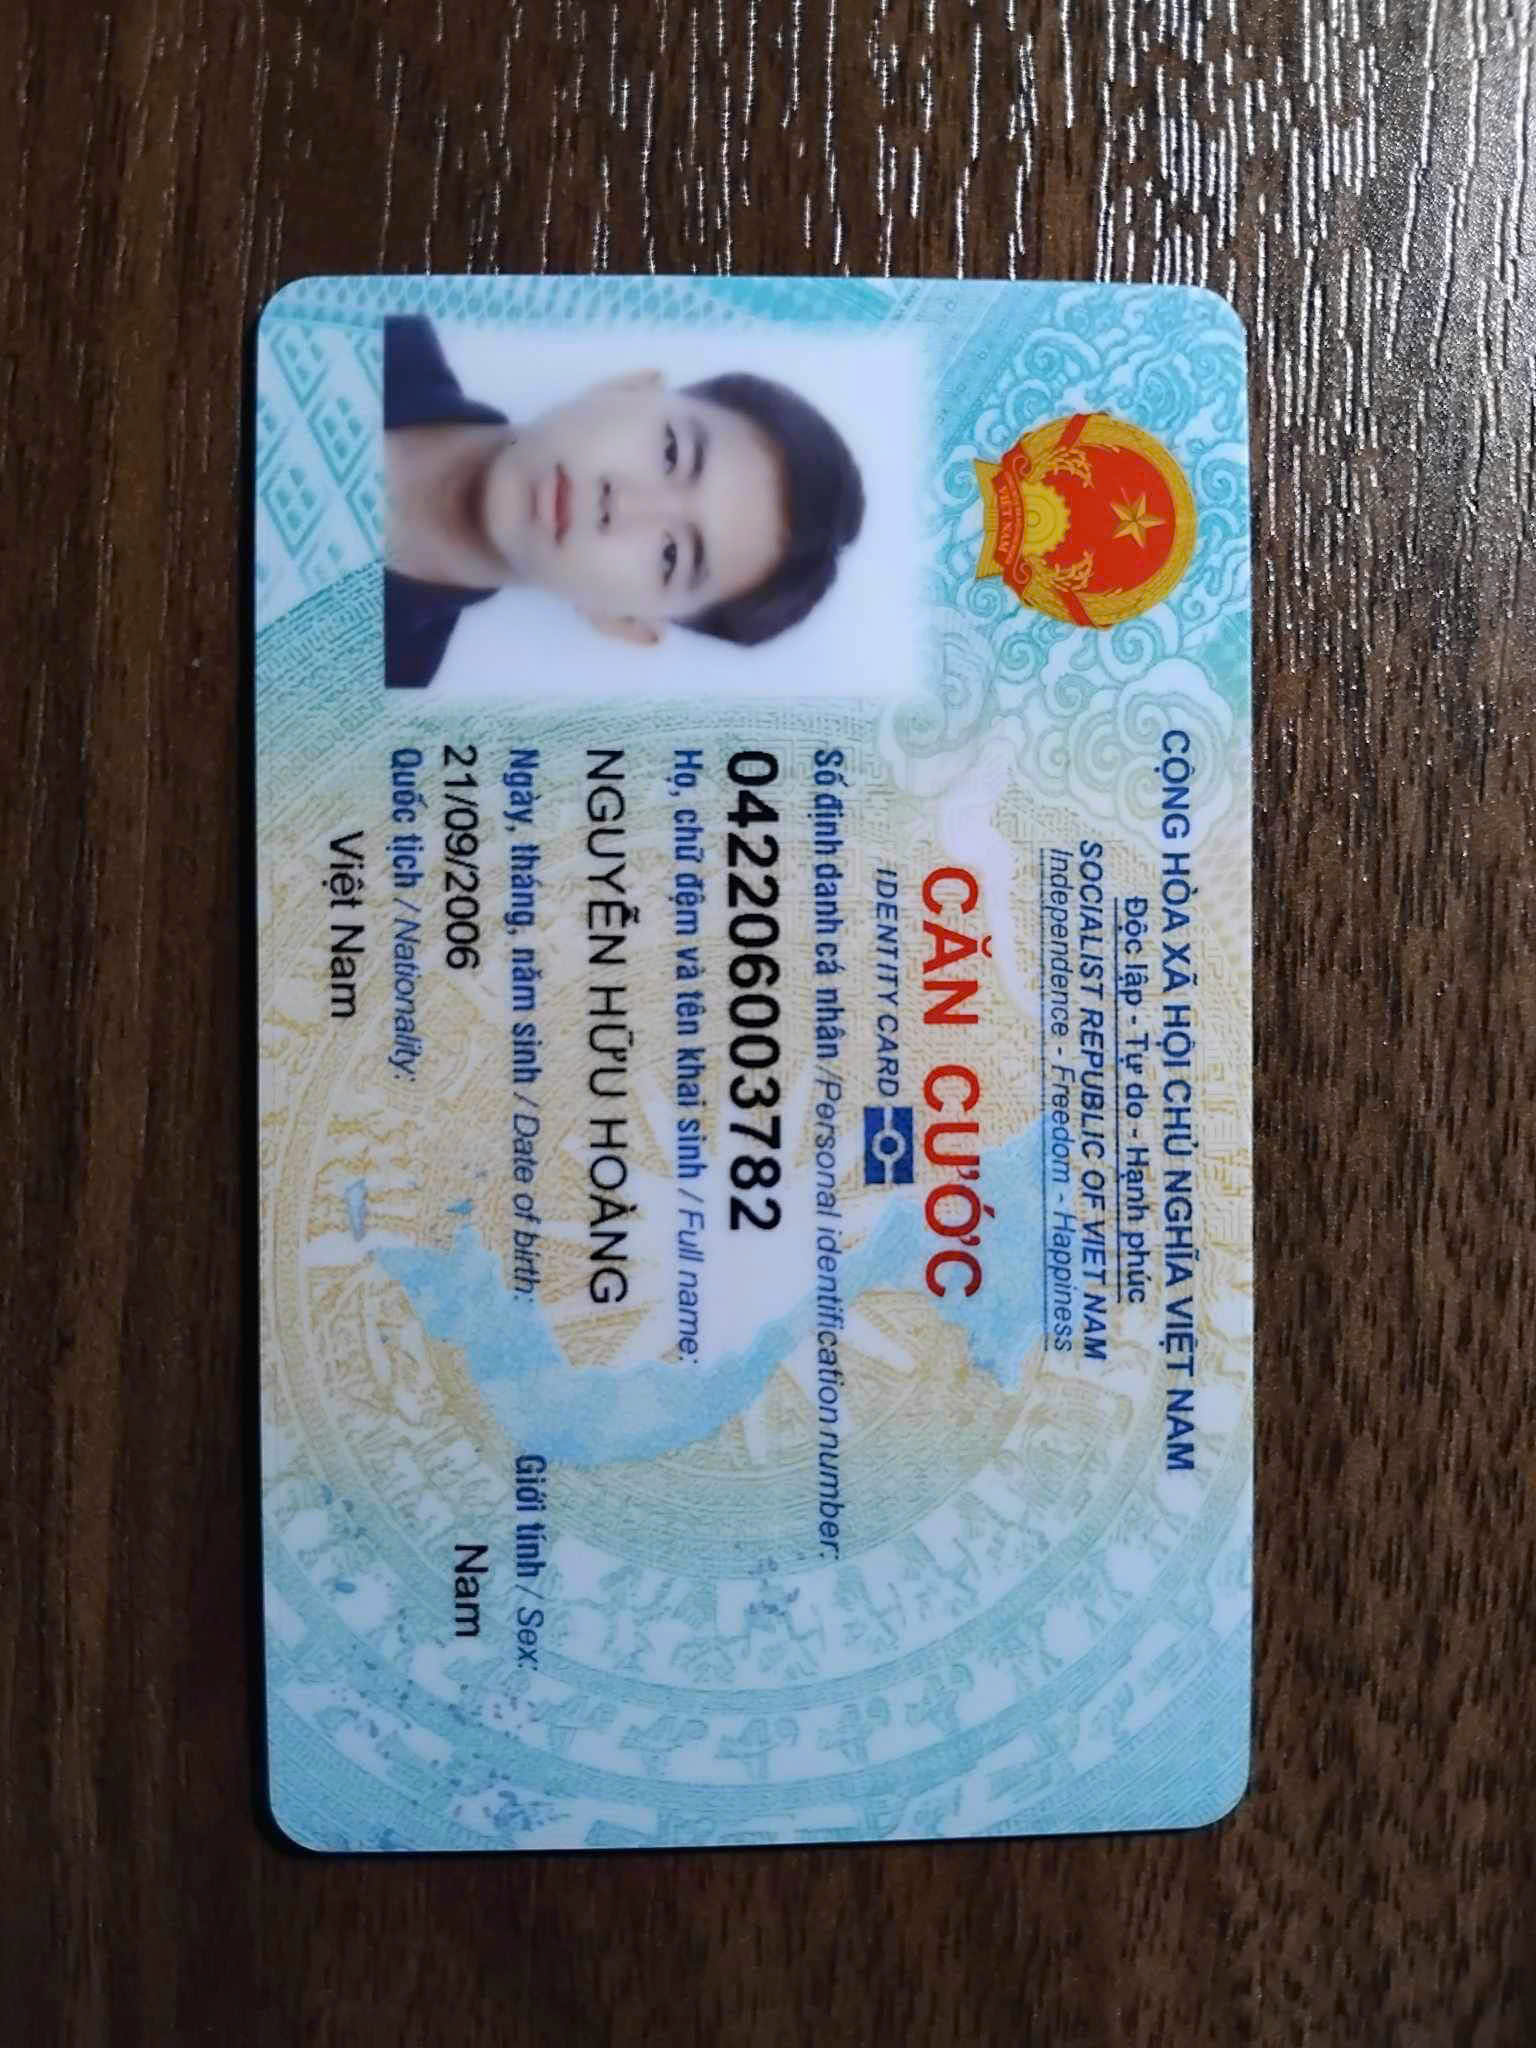 CỘNG HÒA XÃ HỘI CHỦ NGHĨA VIỆT NAM
Độc lập - Tự do - Hạnh phúc
SOCIALIST REPUBLIC OF VIET NAM
Independence - Freedom - Happiness
CĂN CƯỚC
IDENTITY CARD
Số định danh cá nhân / Personal identification number:
042206003782
Họ, chữ đệm và tên khai sinh / Full name:
NGUYỄN HỮU HOÀNG
Ngày, tháng, năm sinh / Date of birth:
Giới tính / Sex:
21/09/2006
Nam
Quốc tịch / Nationality:
Việt Nam
VIỆT NAM